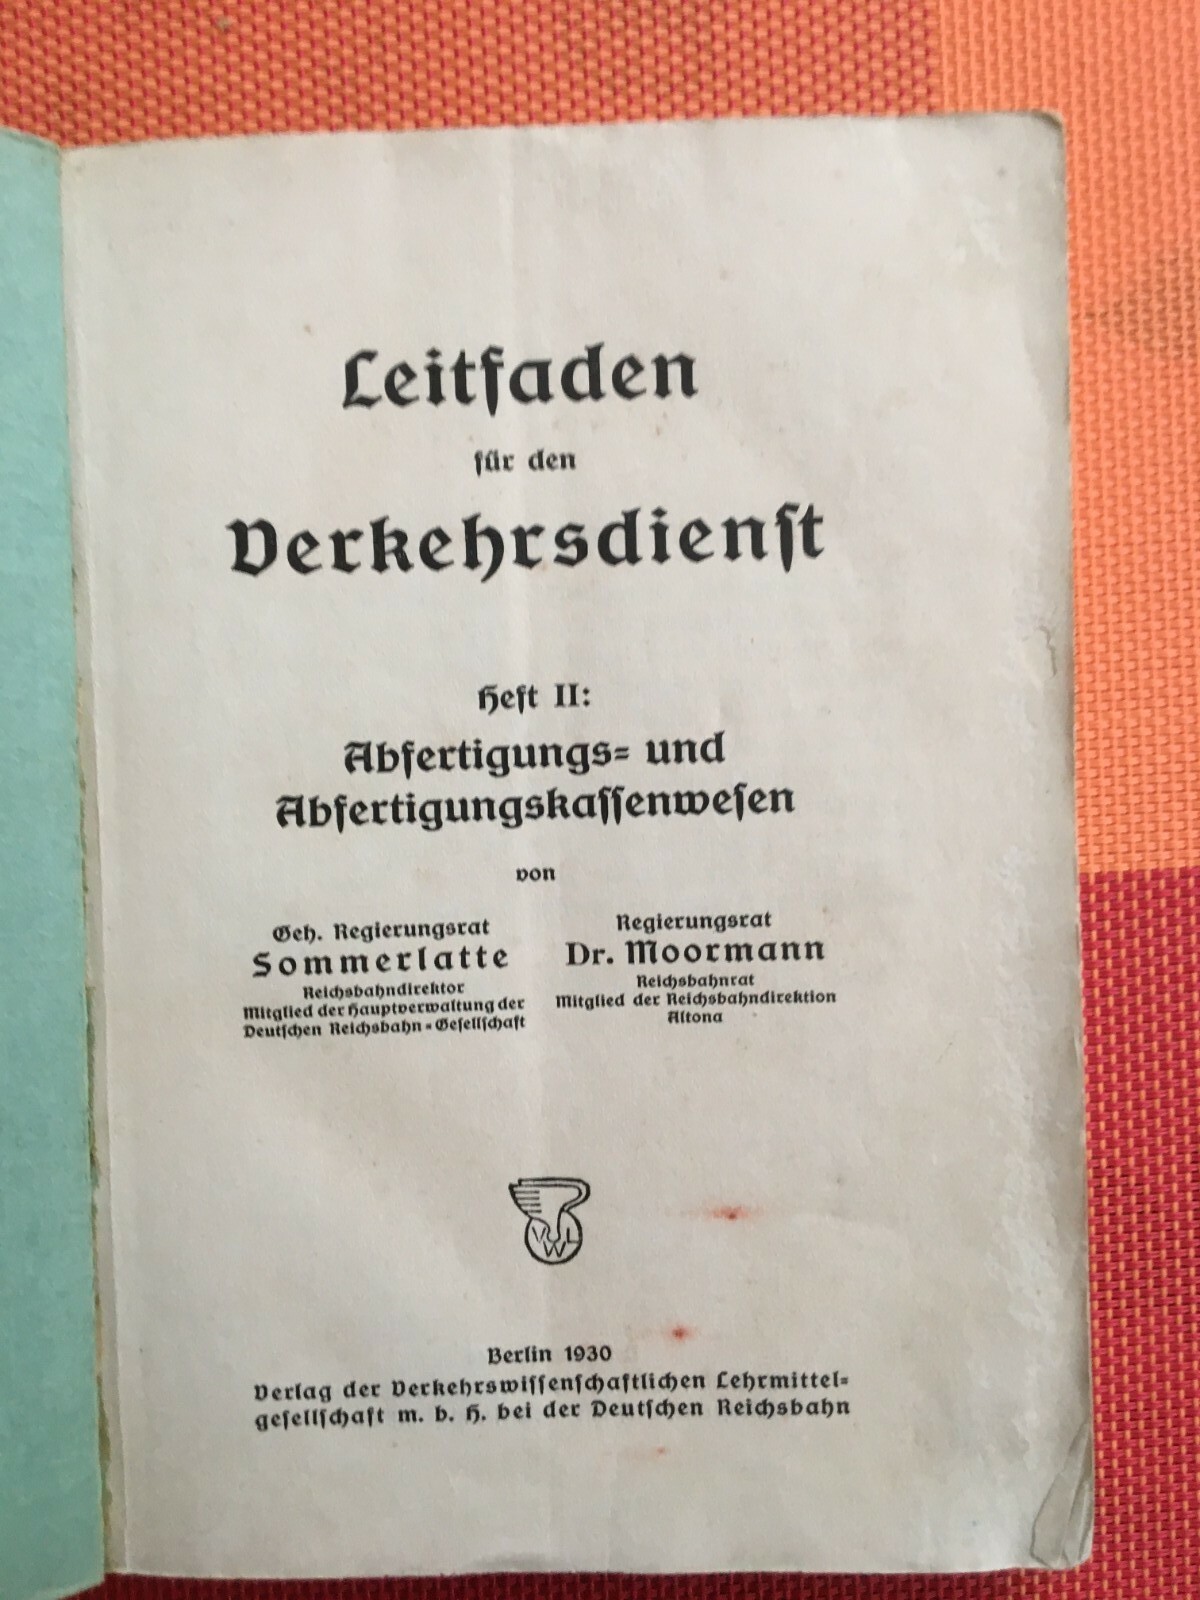 Leitfaden
für den
Verkehrsdienst
Heft II:
Abfertigungs= und
Abfertigungskassenwesen
von
Geh. Regierungsrat
Sommerlatte
Reichsbahndirektor
Mitglied der Hauptverwaltung der
Deutschen Reichsbahn=Gesellschaft
Regierungsrat
Dr. Moormann
Reichsbahnrat
Mitglied der Reichsbahndirektion
Altona
VWL
Berlin 1930
Verlag der Verkehrswissenschaftlichen Lehrmittel=
gesellschaft m. b. H. bei der Deutschen Reichsbahn